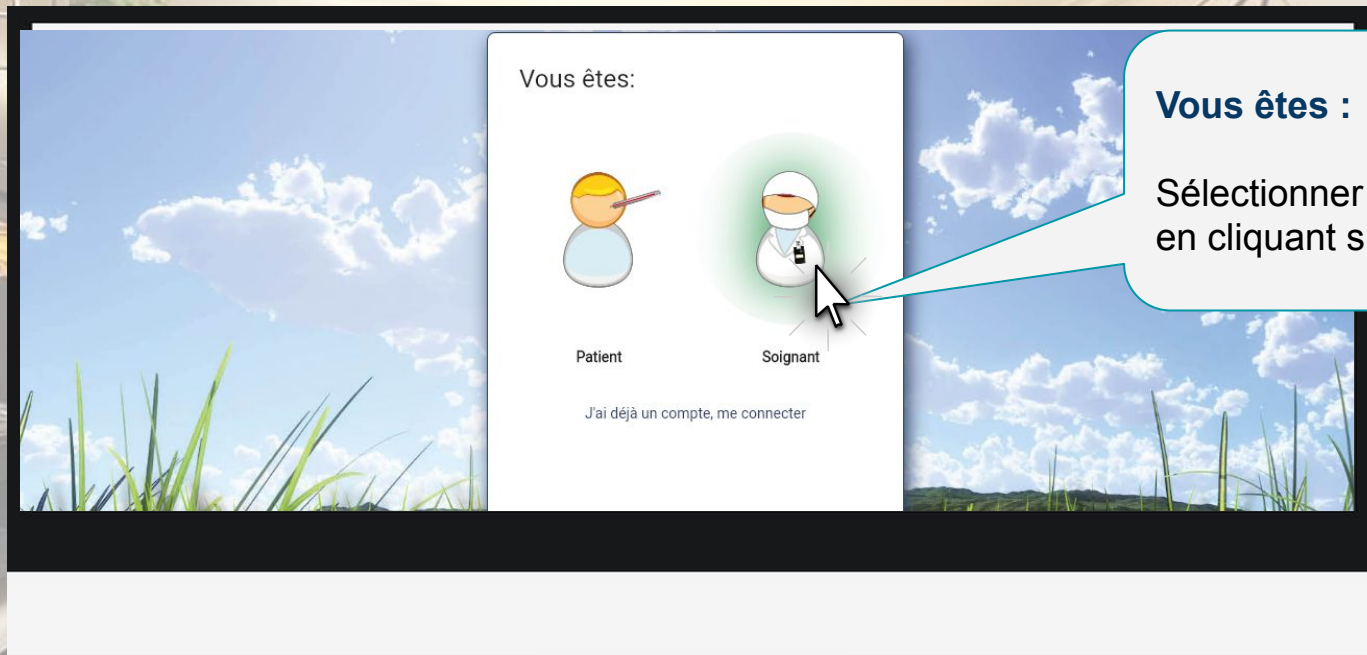 Vous êtes:
Patient
Soignant
J'ai déjà un compte, me connecter
Vous êtes :
Sélectionner
en cliquant s